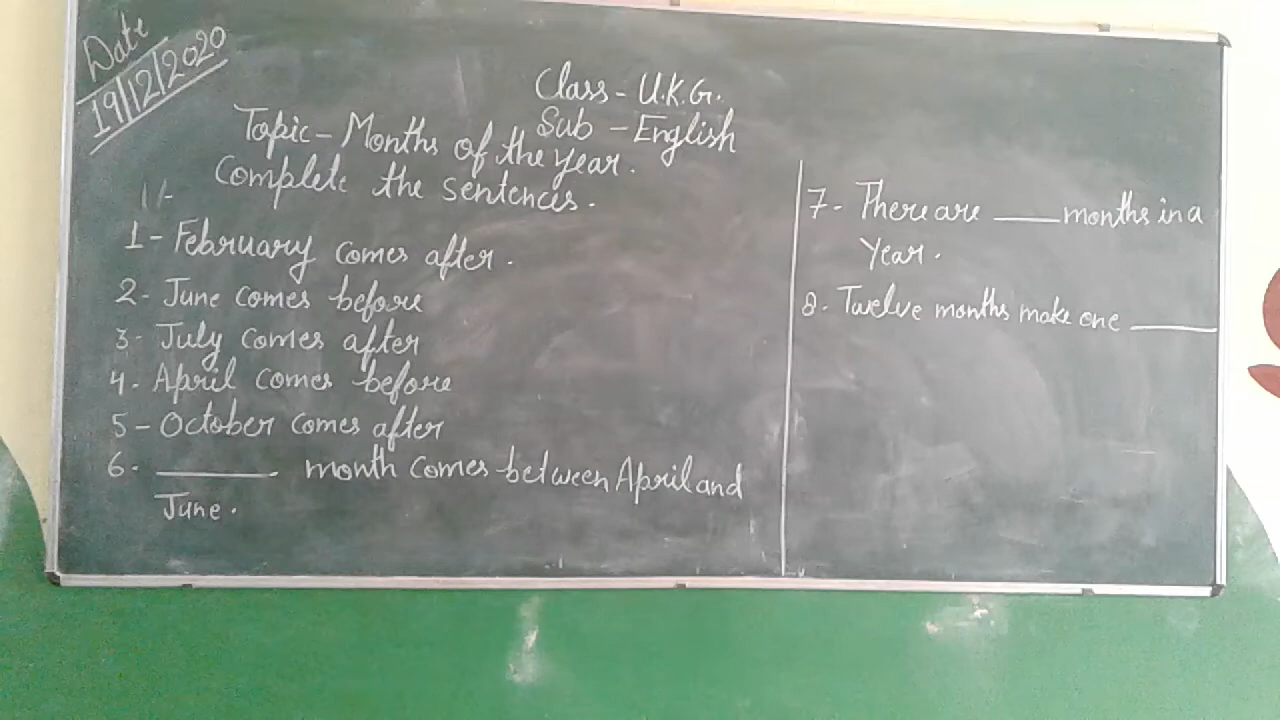 Date
19/12/2020
Class - U.K.G.
Sub - English
Topic - Months of the year.
Complete the sentences.
1/-
1 - February comes after.
2 - June comes before
3 - July comes after
4 - April comes before
5 - October comes after
6 - ______ month comes between April and
June.
7 - There are ____ months in a
Year.
8 - Twelve months make one _____